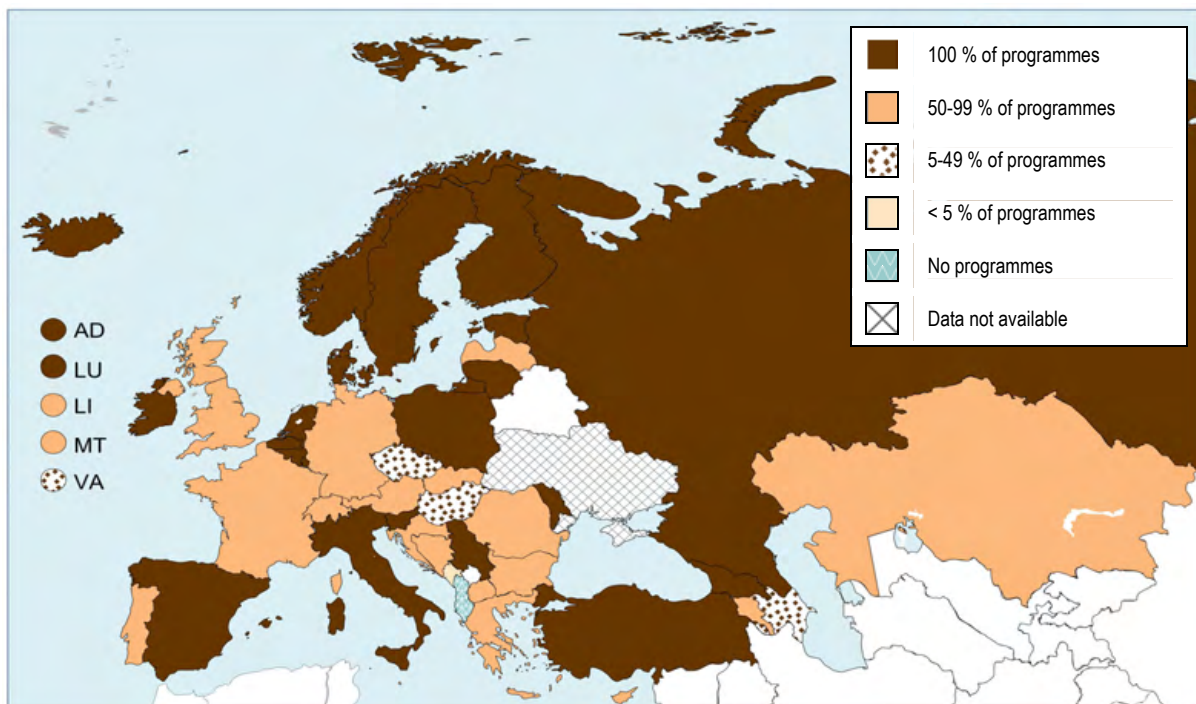 100 % of programmes
50-99 % of programmes
5-49 % of programmes
< 5 % of programmes
No programmes
Data not available
AD
LU
LI
MT
VA